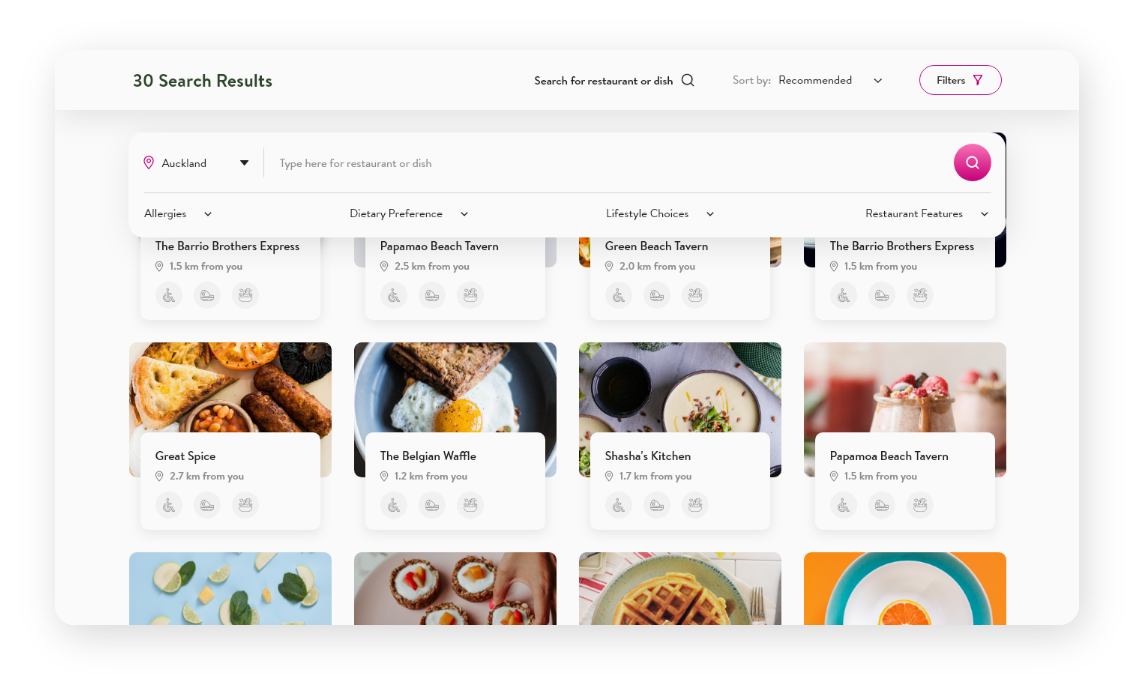 30 Search Results
Search for restaurant or dish
Sort by: Recommended
Filters
Auckland
Type here for restaurant or dish
Allergies
Dietary Preference
Lifestyle Choices
Restaurant Features
The Barrio Brothers Express
1.5 km from you
Papamao Beach Tavern
2.5 km from you
Green Beach Tavern
2.0 km from you
The Barrio Brothers Express
1.5 km from you
Great Spice
2.7 km from you
The Belgian Waffle
1.2 km from you
Shasha's Kitchen
1.7 km from you
Papamoa Beach Tavern
1.5 km from you